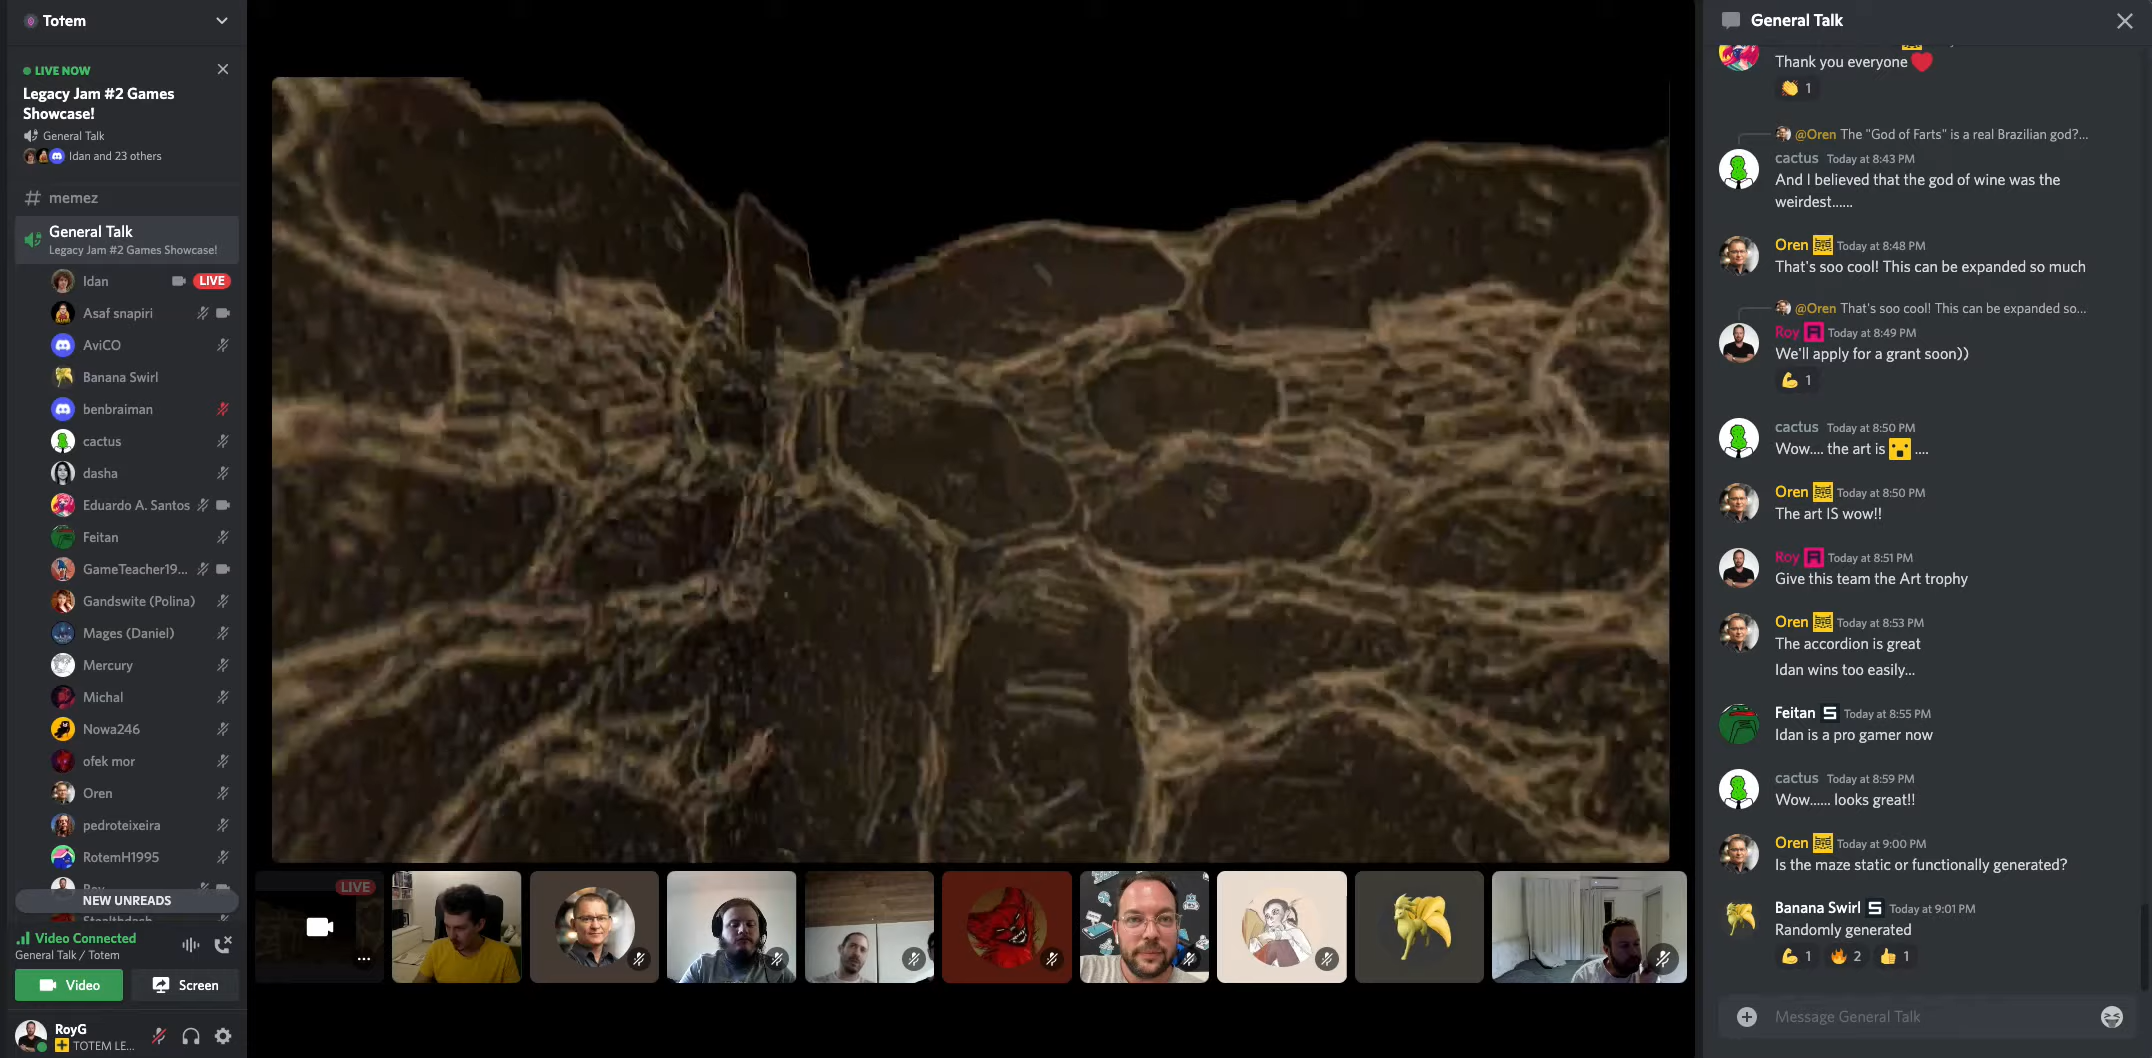 Totem
LIVE NOW
Legacy Jam #2 Games
Showcase!
General Talk
Idan and 23 others
memez
General Talk
Legacy Jam #2 Games Showcase!
Idan
LIVE
Asaf snapiri
AviCO
Banana Swirl
benbraiman
cactus
dasha
Eduardo A. Santos
Feitan
GameTeacher19...
Gandswite (Polina)
Mages (Daniel)
Mercury
Michal
Nowa246
ofek mor
Oren
pedroteixeira
RotemH1995
Roy
NEW UNREADS
Stealthdash
Video Connected
General Talk / Totem
Video
Screen
RoyG
TOTEM LE...
LIVE
General Talk
Thank you everyone
1
@Oren The "God of Farts" is a real Brazilian god?...
cactus Today at 8:43 PM
And I believed that the god of wine was the
weirdest......
Oren Today at 8:48 PM
That's soo cool! This can be expanded so much
@Oren That's soo cool! This can be expanded so...
Roy Today at 8:49 PM
We'll apply for a grant soon))
1
cactus Today at 8:50 PM
Wow.... the art is ....
Oren Today at 8:50 PM
The art IS wow!!
Roy Today at 8:51 PM
Give this team the Art trophy
Oren Today at 8:53 PM
The accordion is great
Idan wins too easily...
Feitan S Today at 8:55 PM
Idan is a pro gamer now
cactus Today at 8:59 PM
Wow...... looks great!!
Oren Today at 9:00 PM
Is the maze static or functionally generated?
Banana Swirl S Today at 9:01 PM
Randomly generated
1 2 1
Message General Talk